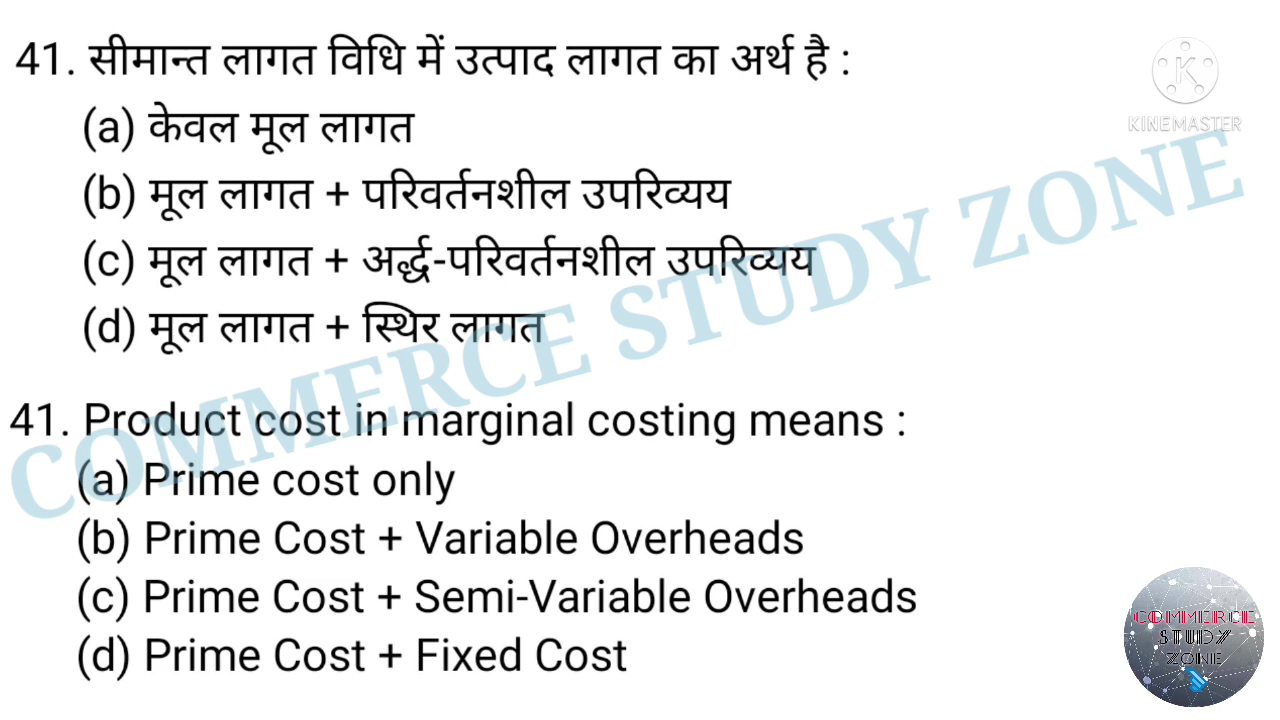 41. सीमान्त लागत विधि में उत्पाद लागत का अर्थ है :
(a) केवल मूल लागत
(b) मूल लागत + परिवर्तनशील उपरिव्यय
(c) मूल लागत + अर्द्ध-परिवर्तनशील उपरिव्यय
(d) मूल लागत + स्थिर लागत
K
KINEMASTER
COMMERCE STUDY ZONE
41. Product cost in marginal costing means :
(a) Prime cost only
(b) Prime Cost + Variable Overheads
(c) Prime Cost + Semi-Variable Overheads
(d) Prime Cost + Fixed Cost
COMMERCE
STUDY
ZONE